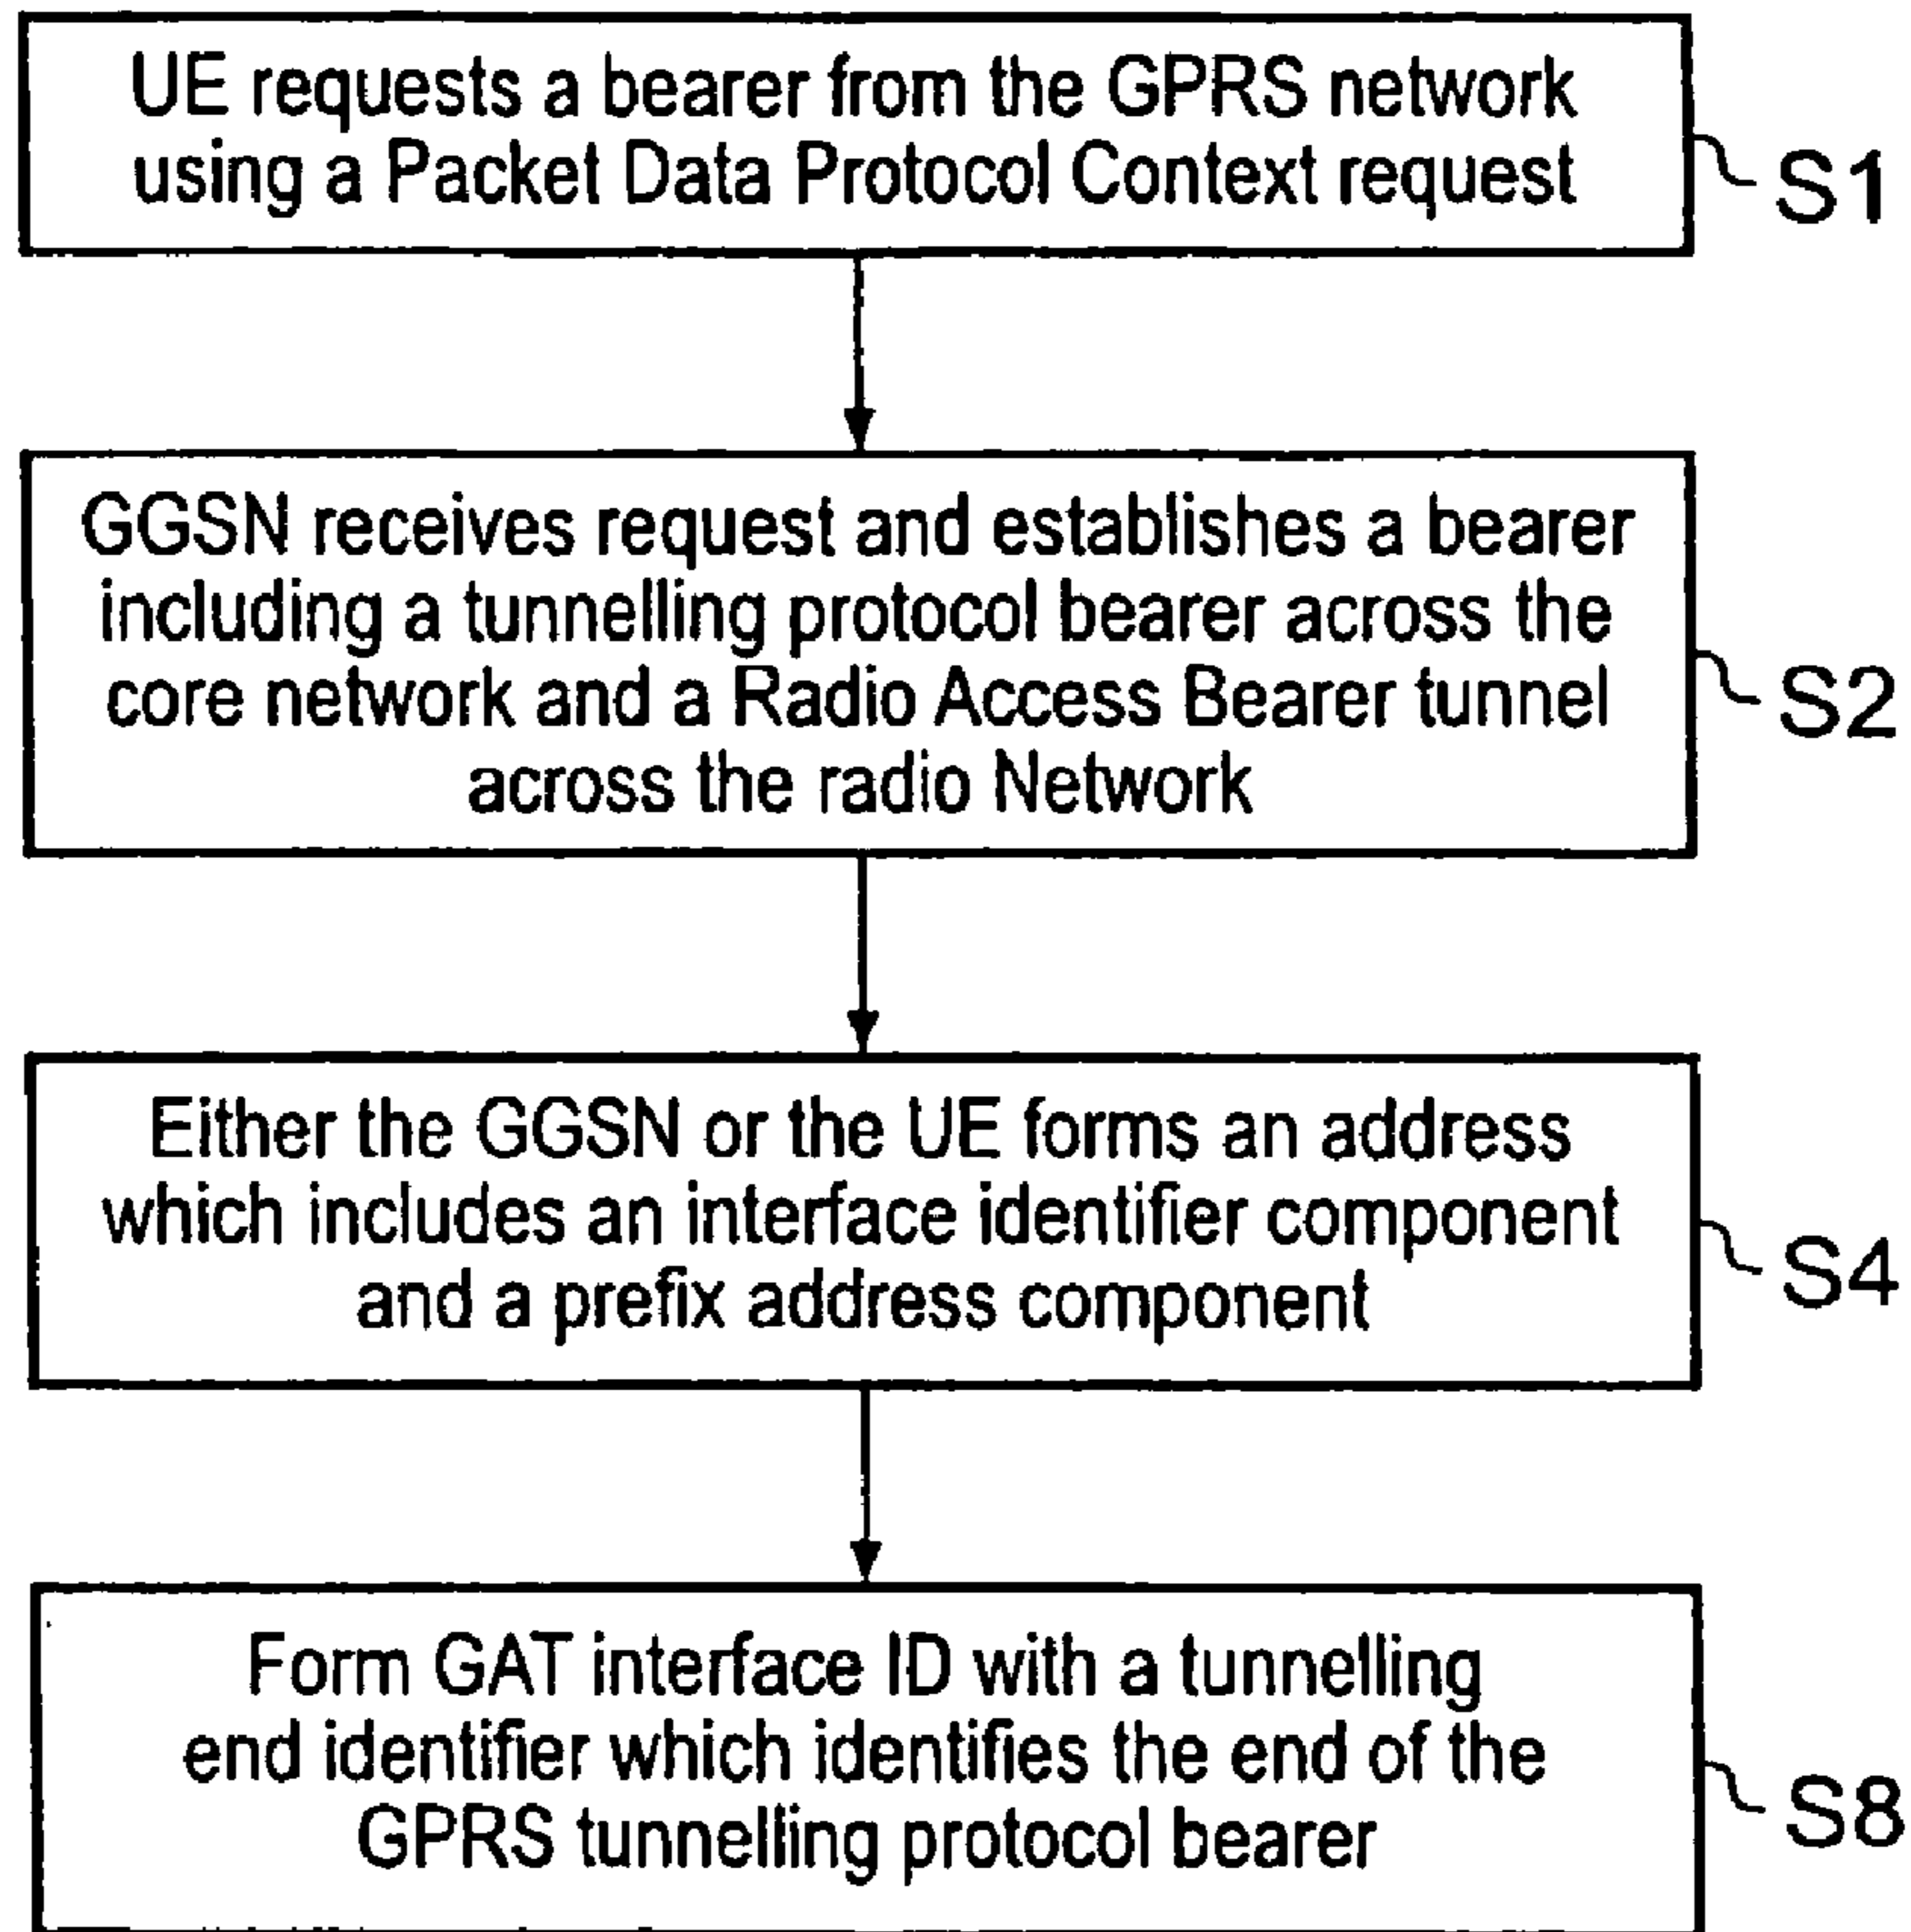 UE requests a bearer from the GPRS network
using a Packet Data Protocol Context request
S1
GGSN receives request and establishes a bearer
including a tunnelling protocol bearer across the
core network and a Radio Access Bearer tunnel
across the radio Network
S2
Either the GGSN or the UE forms an address
which includes an interface identifier component
and a prefix address component
S4
Form GAT interface ID with a tunnelling
end identifier which identifies the end of the
GPRS tunnelling protocol bearer
S8